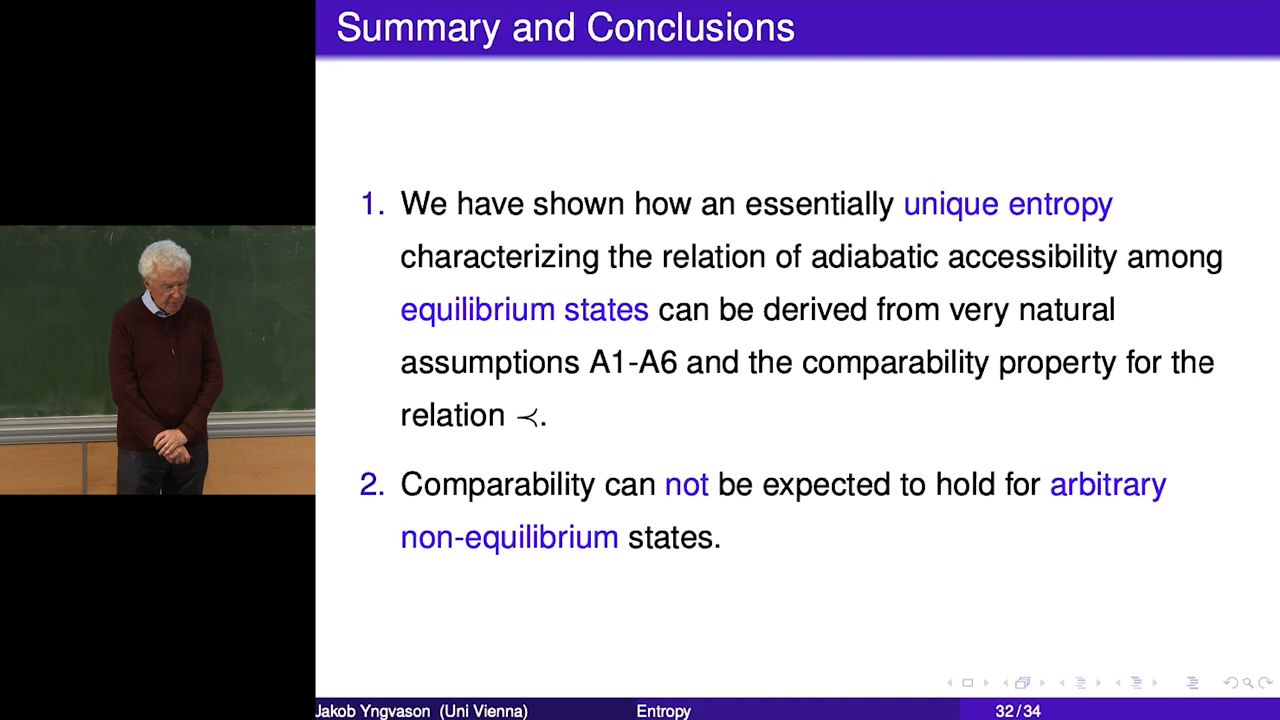 Summary and Conclusions
1. We have shown how an essentially unique entropy
characterizing the relation of adiabatic accessibility among
equilibrium states can be derived from very natural
assumptions A1-A6 and the comparability property for the
relation ≺.
2. Comparability can not be expected to hold for arbitrary
non-equilibrium states.
Jakob Yngvason (Uni Vienna) Entropy 32/34